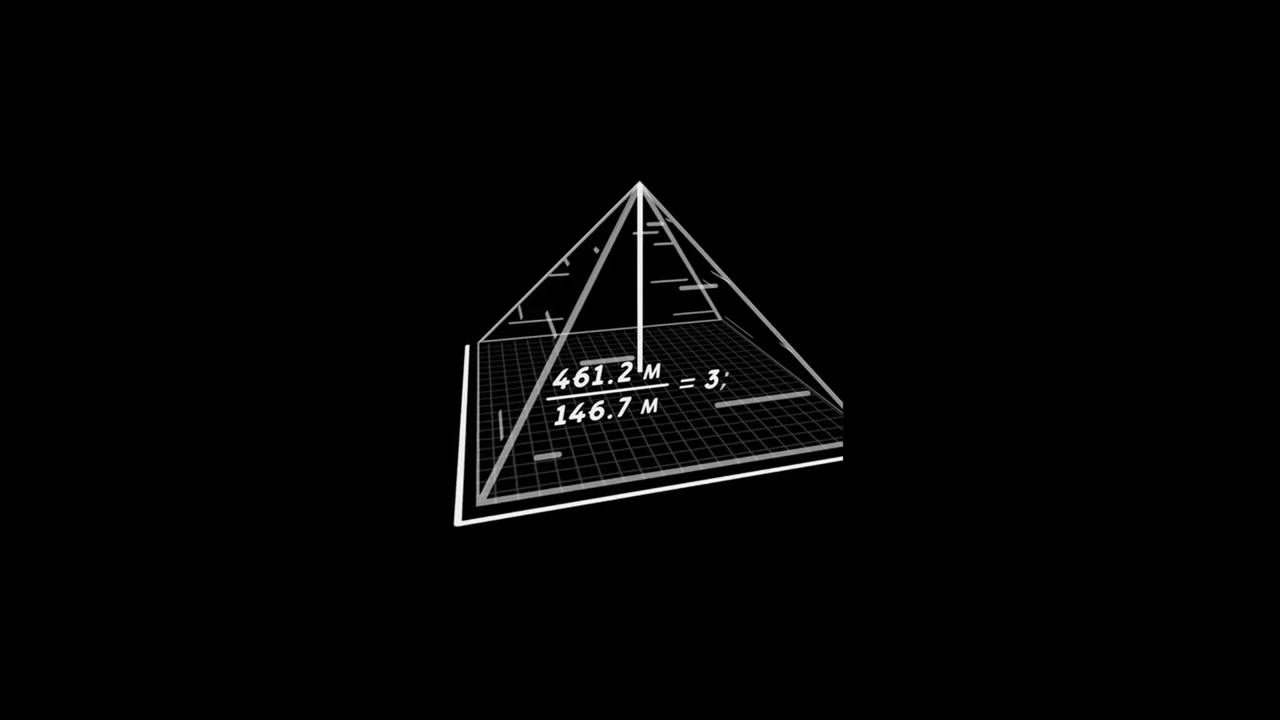 461.2 м
146.7 м = 3;